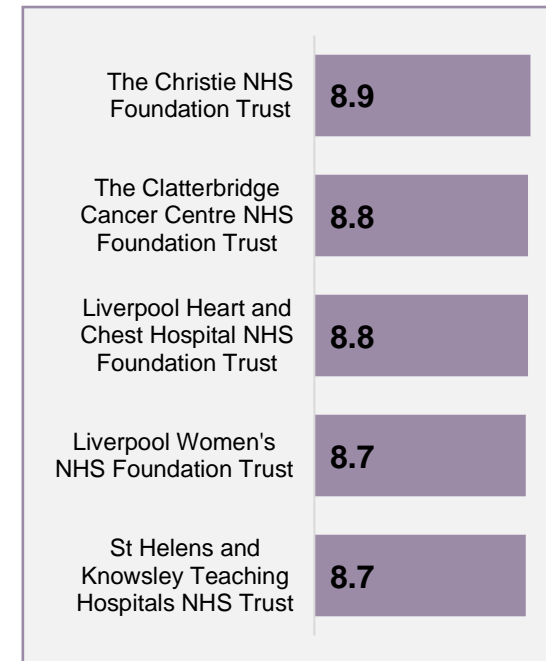 The Christie NHS
Foundation Trust
8.9
The Clatterbridge
Cancer Centre NHS
Foundation Trust
8.8
Liverpool Heart and
Chest Hospital NHS
Foundation Trust
8.8
Liverpool Women's
NHS Foundation Trust
8.7
St Helens and
Knowsley Teaching
Hospitals NHS Trust
8.7